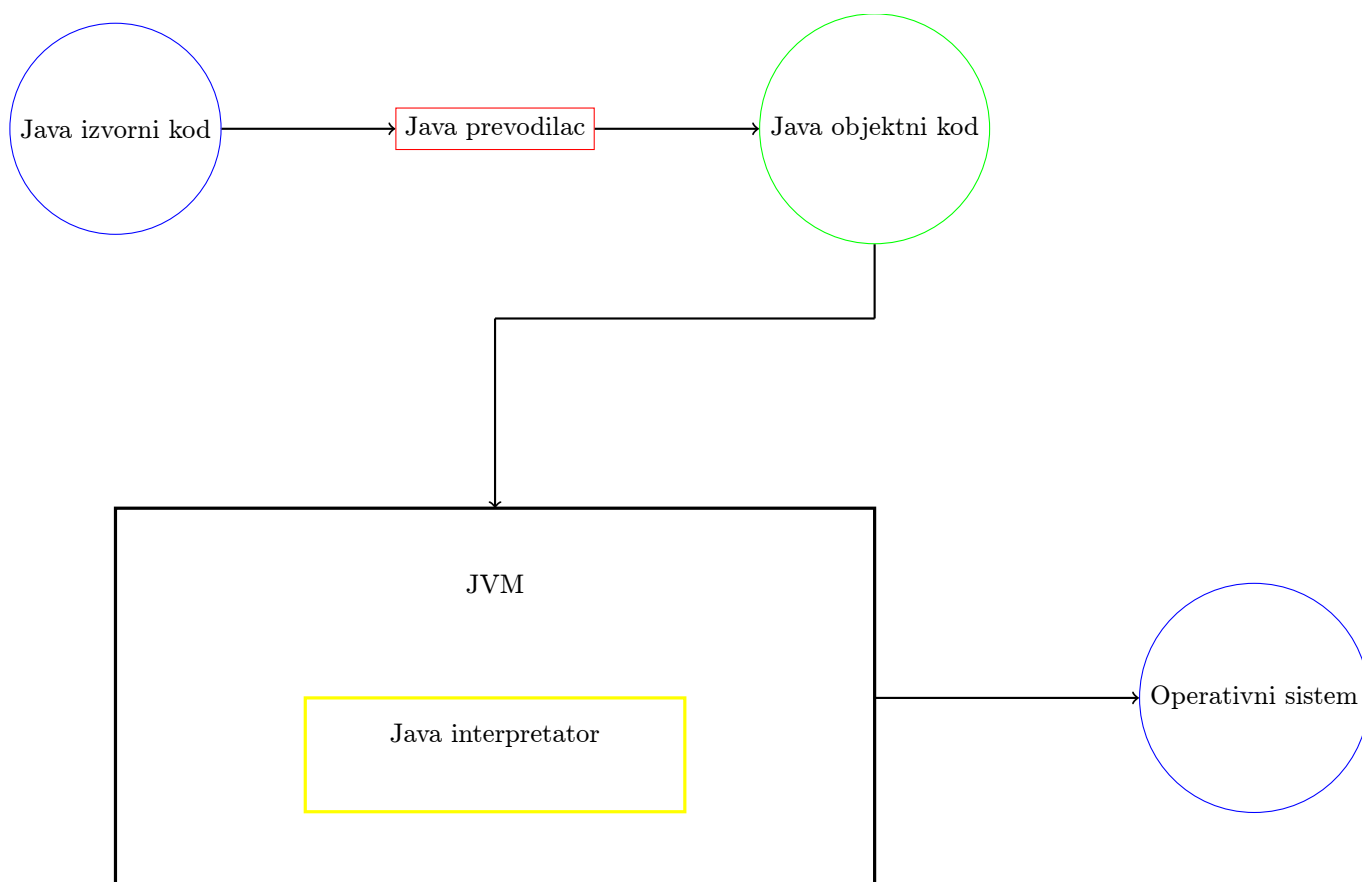 Java izvorni kod
Java prevodilac
Java objektni kod
JVM
Java interpretator
Operativni sistem